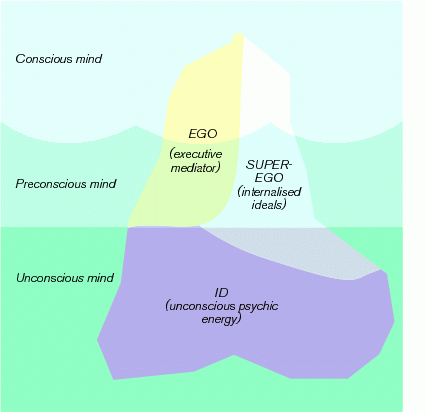 Conscious mind
EGO
(executive
mediator)
SUPER-
EGO
(internalised
ideals)
Preconscious mind
Unconscious mind
ID
(unconscious psychic
energy)